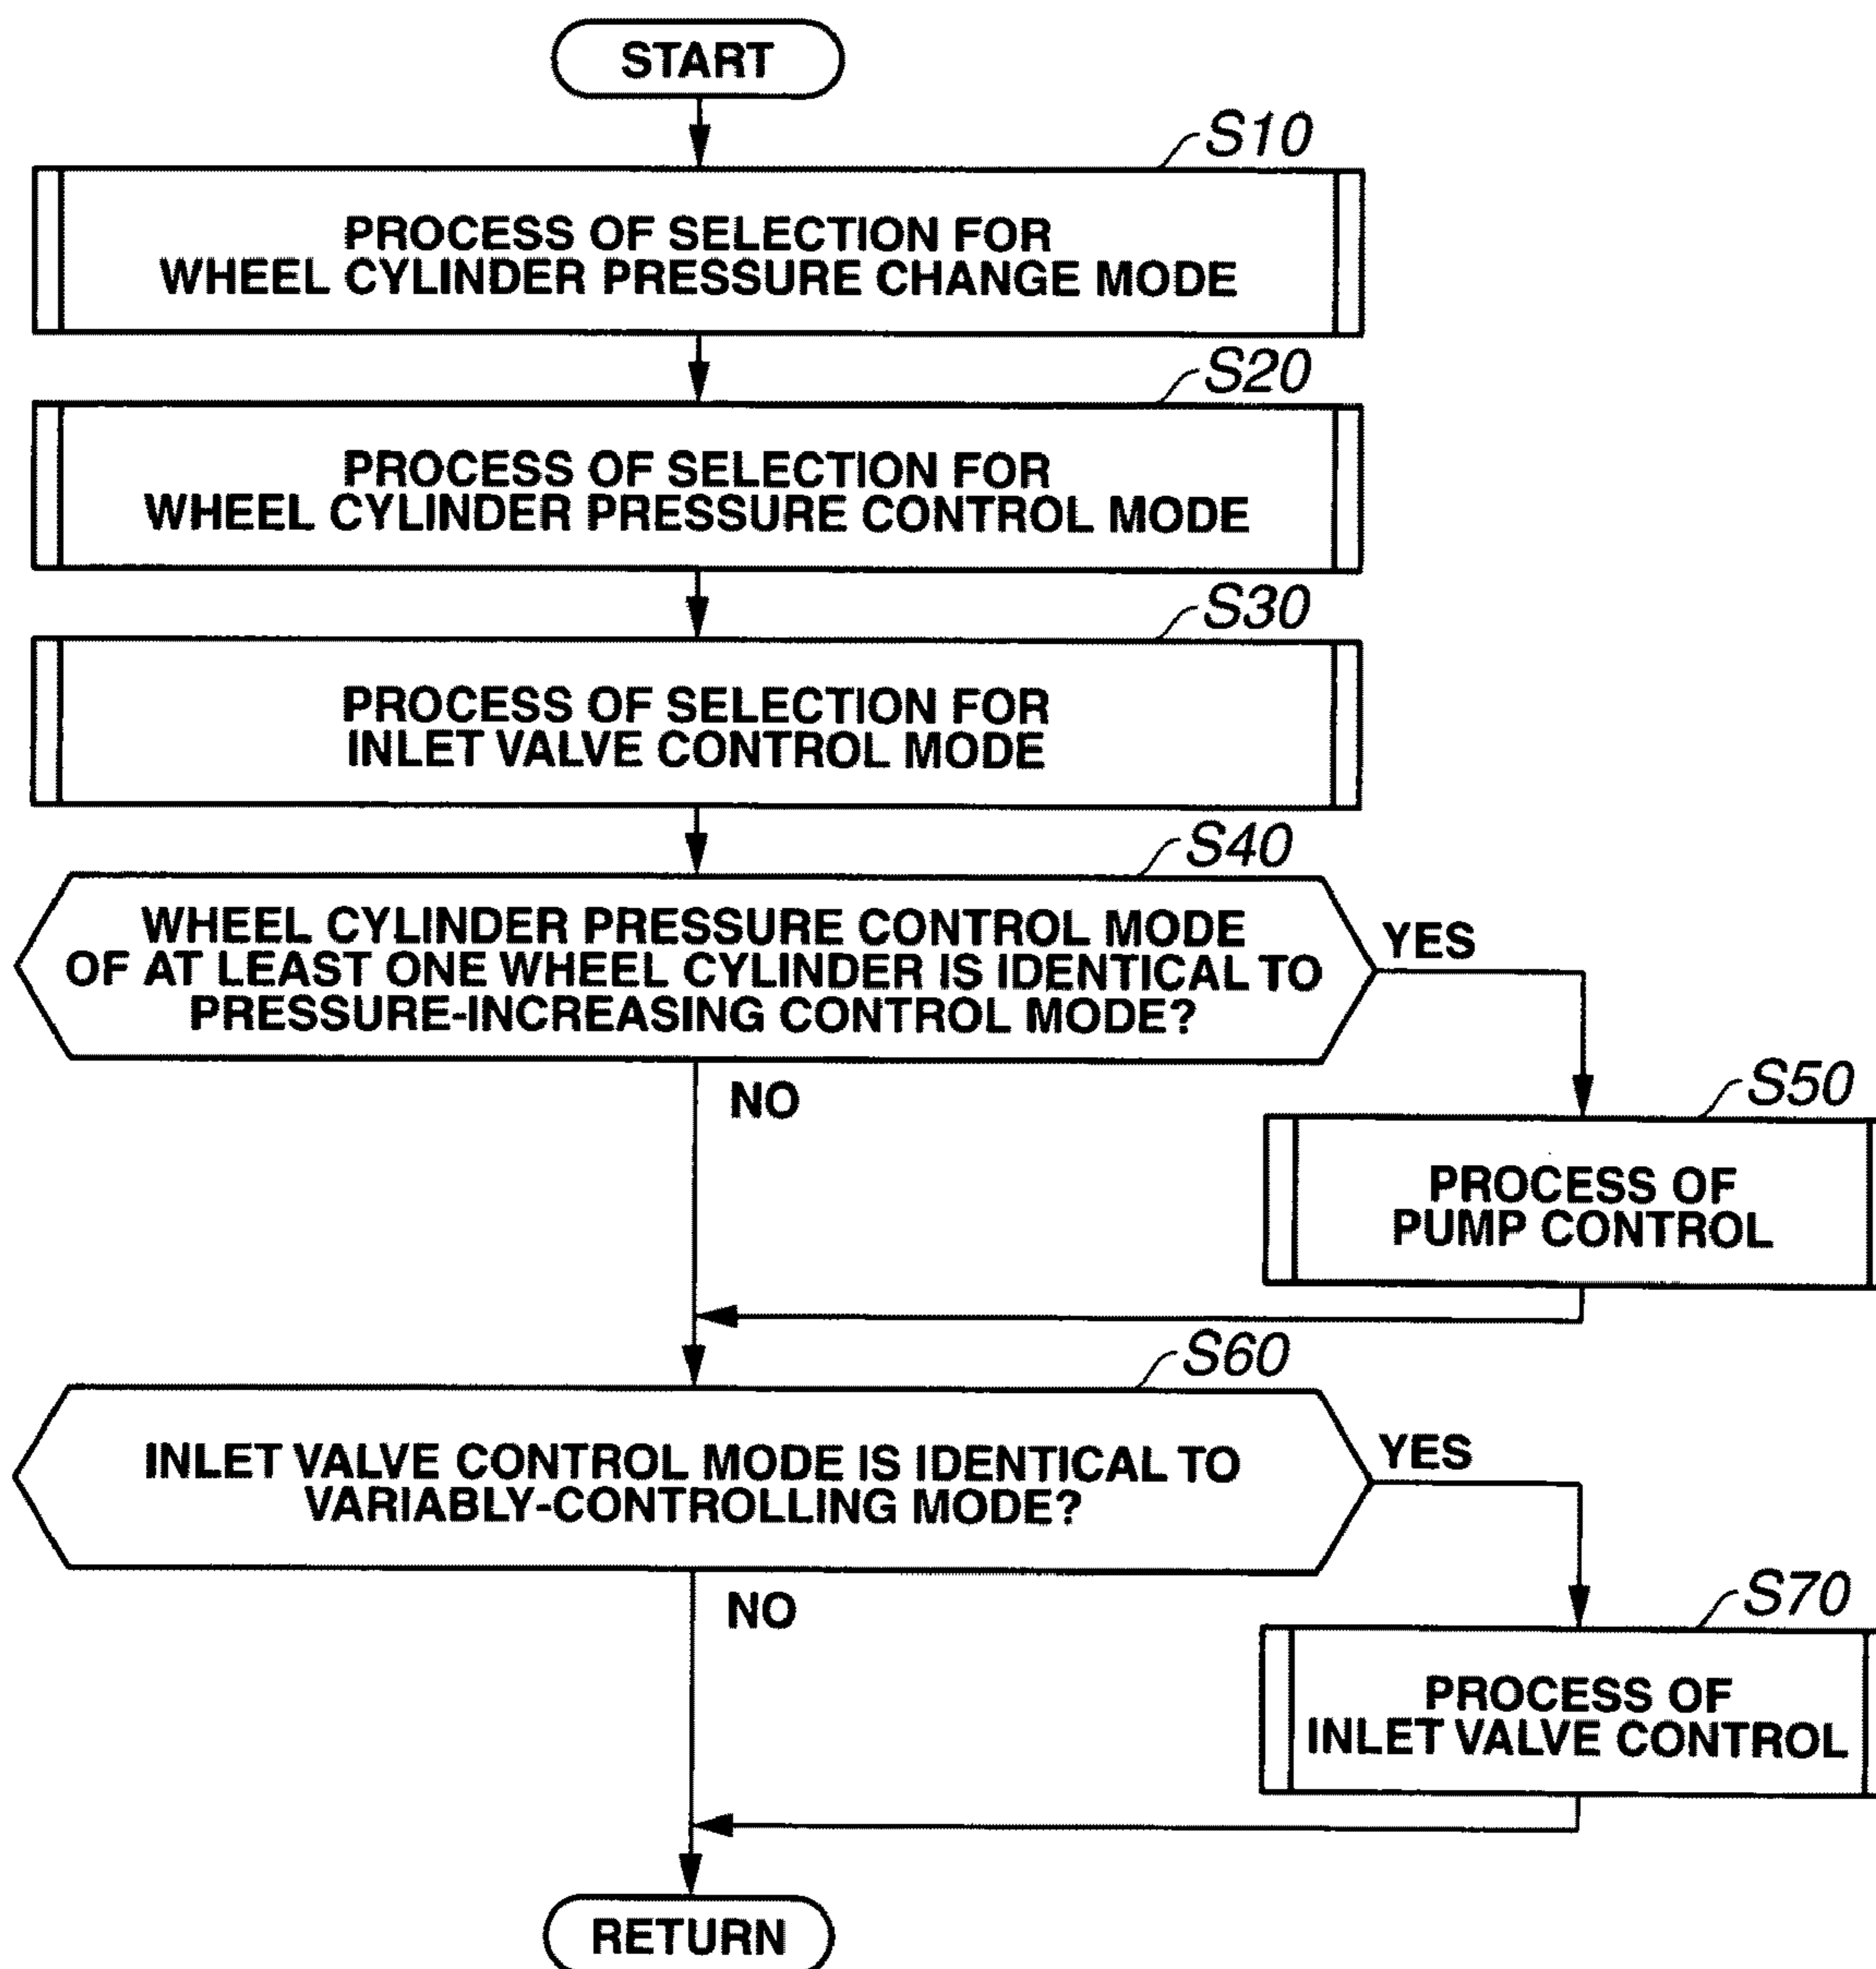 START
S10
PROCESS OF SELECTION FOR
WHEEL CYLINDER PRESSURE CHANGE MODE
S20
PROCESS OF SELECTION FOR
WHEEL CYLINDER PRESSURE CONTROL MODE
S30
PROCESS OF SELECTION FOR
INLET VALVE CONTROL MODE
S40
WHEEL CYLINDER PRESSURE CONTROL MODE
OF AT LEAST ONE WHEEL CYLINDER IS IDENTICAL TO
PRESSURE-INCREASING CONTROL MODE?
YES
NO
S50
PROCESS OF
PUMP CONTROL
S60
INLET VALVE CONTROL MODE IS IDENTICAL TO
VARIABLY-CONTROLLING MODE?
YES
NO
S70
PROCESS OF
INLET VALVE CONTROL
RETURN